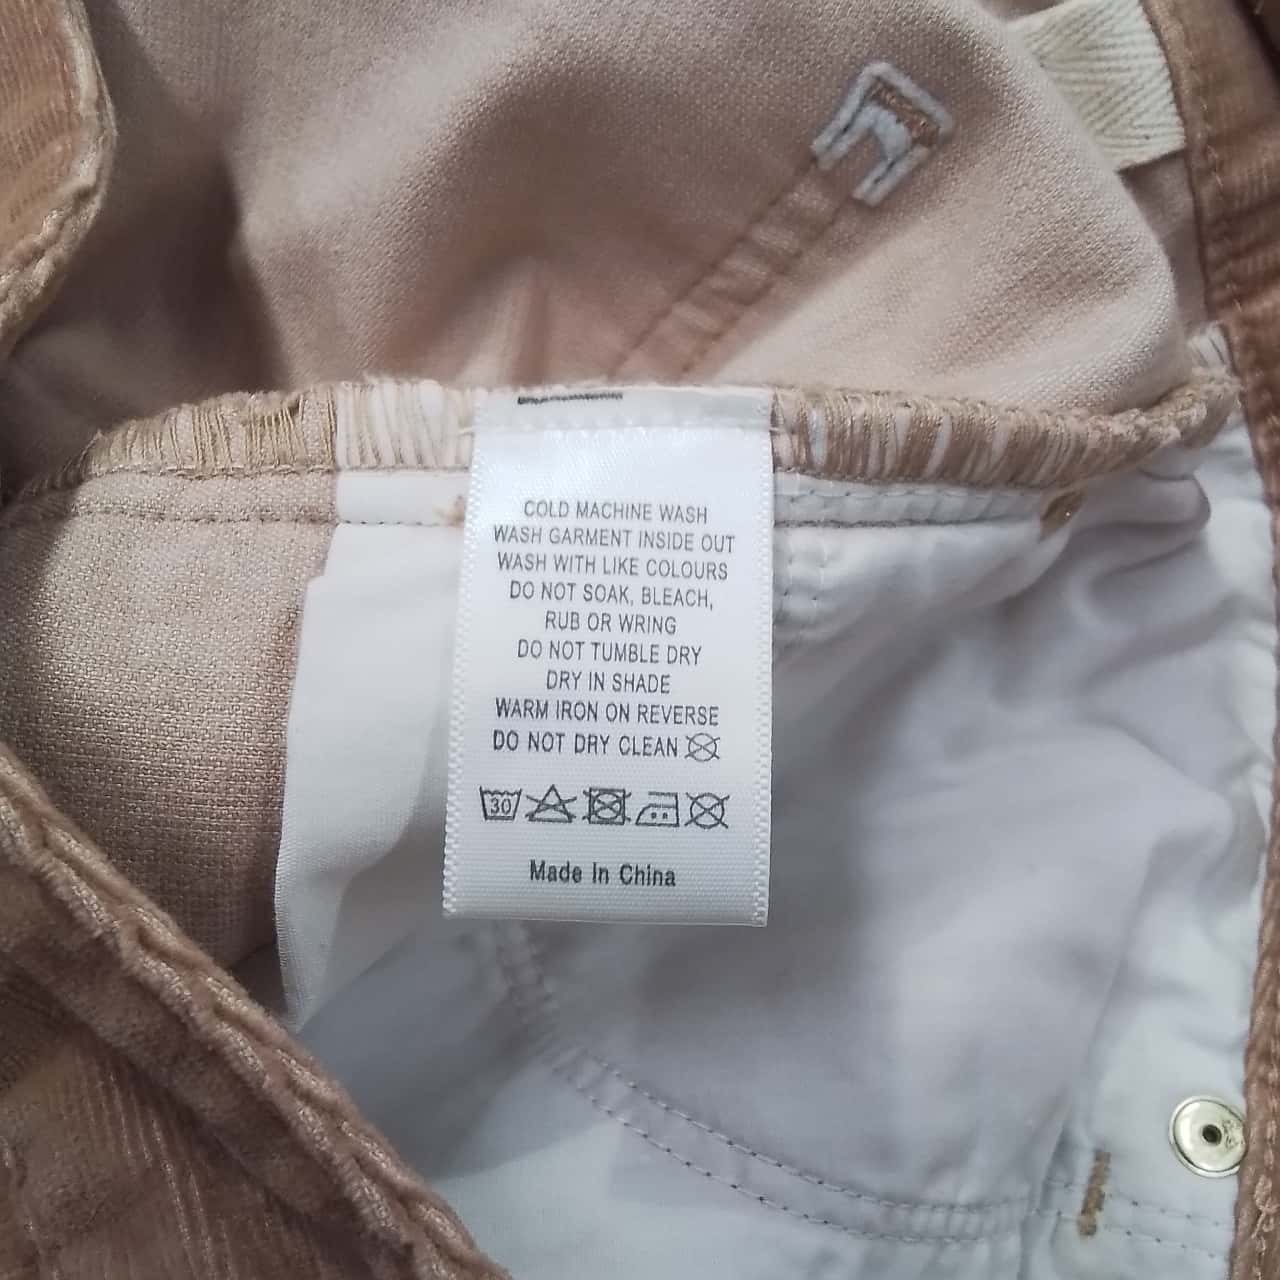 COLD MACHINE WASH
WASH GARMENT INSIDE OUT
WASH WITH LIKE COLOURS
DO NOT SOAK, BLEACH,
RUB OR WRING
DO NOT TUMBLE DRY
DRY IN SHADE
WARM IRON ON REVERSE
DO NOT DRY CLEAN
30
Made In China